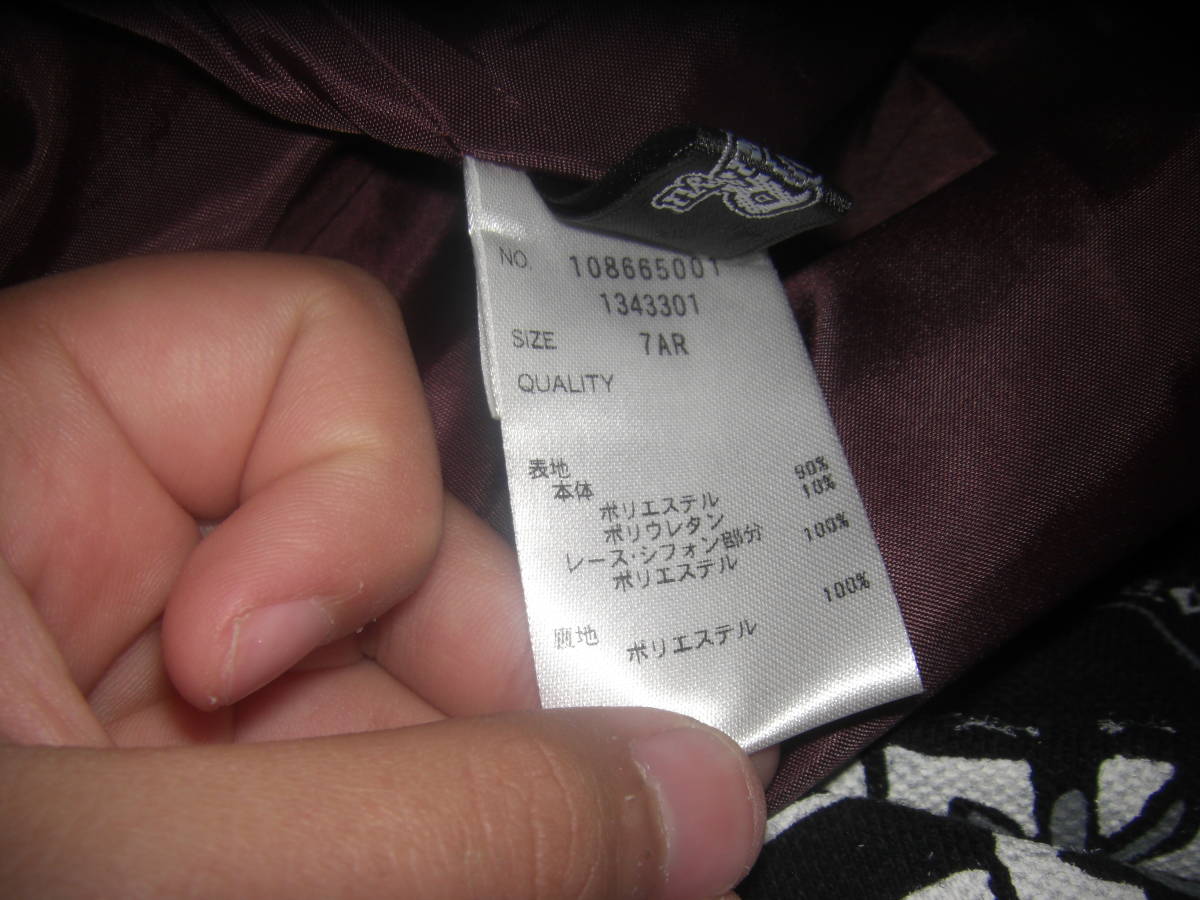 NO. 108665001
1343301
SIZE 7AR
QUALITY
表地
本体
ポリエステル 90%
ポリウレタン 10%
レース・シフォン部分
ポリエステル 100%
裏地
ポリエステル 100%